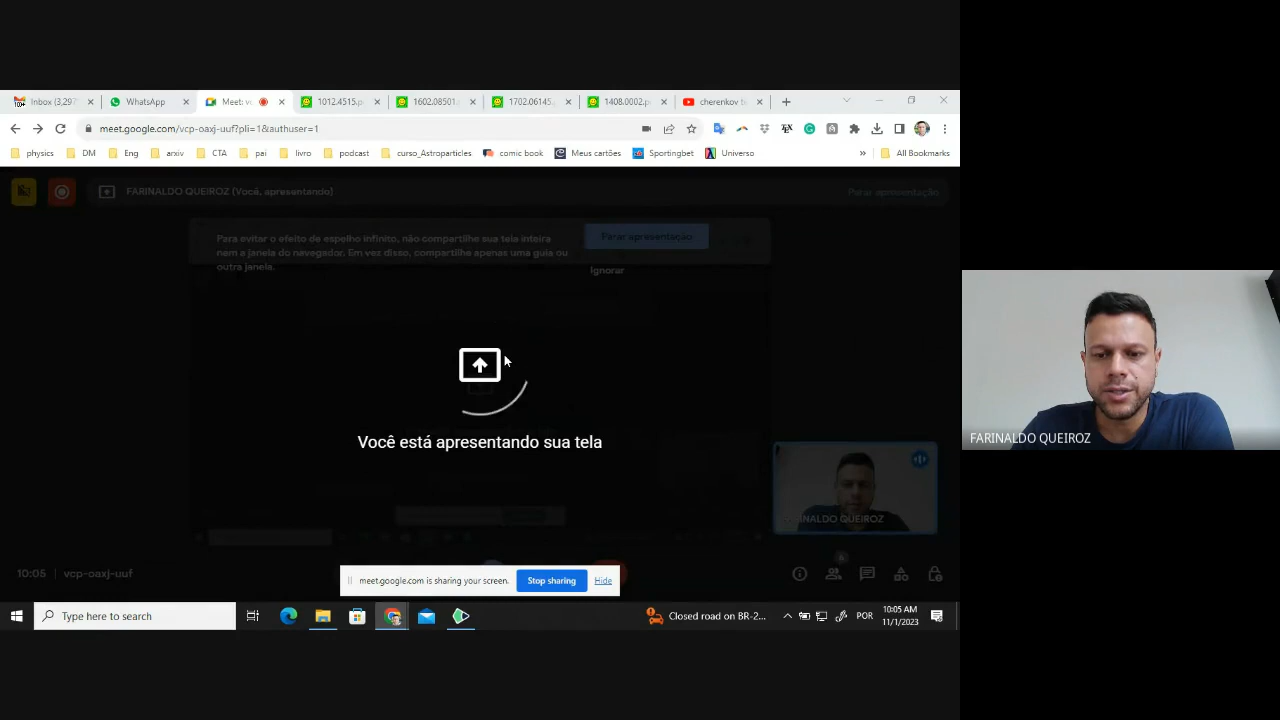 Inbox (3,297
WhatsApp
Meet: vc
1012.4515.p
1602.08501.
1702.06145.
1408.0002.p
cherenkov t
meet.google.com/vcp-oaxj-uuf?pli=1&authuser=1
physics
DM
Eng
arxiv
CTA
pai
livro
podcast
curso_Astroparticles
comic book
Meus cartões
Sportingbet
Universo
»
All Bookmarks
FARINALDO QUEIROZ (Você, apresentando)
Parar apresentação
Para evitar o efeito de espelho infinito, não compartilhe sua tela inteira
nem a janela do navegador. Em vez disso, compartilhe apenas uma guia ou
outra janela.
Parar apresentação
Ignorar
Você está apresentando sua tela
FARINALDO QUEIROZ
INALDO QUEIROZ
10:05
vcp-oaxj-uuf
meet.google.com is sharing your screen.
Stop sharing
Hide
Type here to search
Closed road on BR-2...
POR
10:05 AM
11/1/2023